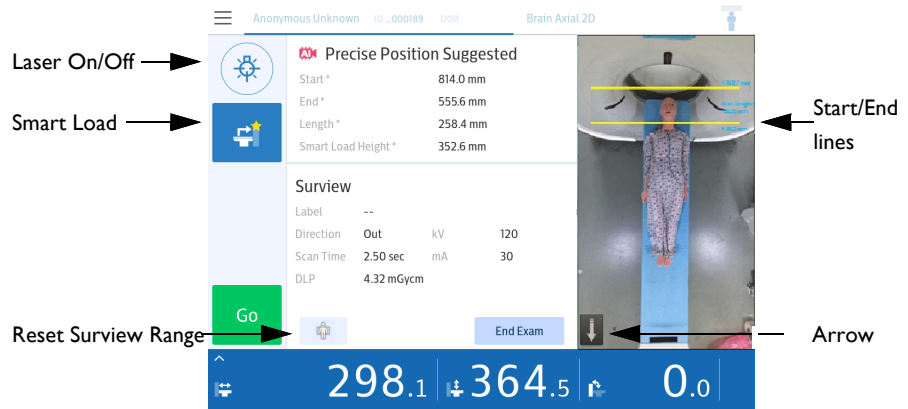 Anonymous Unknown ID ...000189 DOB Brain Axial 2D
Laser On/Off
AI Precise Position Suggested
Start * 814.0 mm
End * 555.6 mm
Length * 258.4 mm
Smart Load Height * 352.6 mm
Smart Load
Start/End
lines
Surview
Label --
Direction Out kV 120
Scan Time 2.50 sec mA 30
DLP 4.32 mGycm
Go
Reset Surview Range
End Exam
Arrow
298.1 364.5 0.0